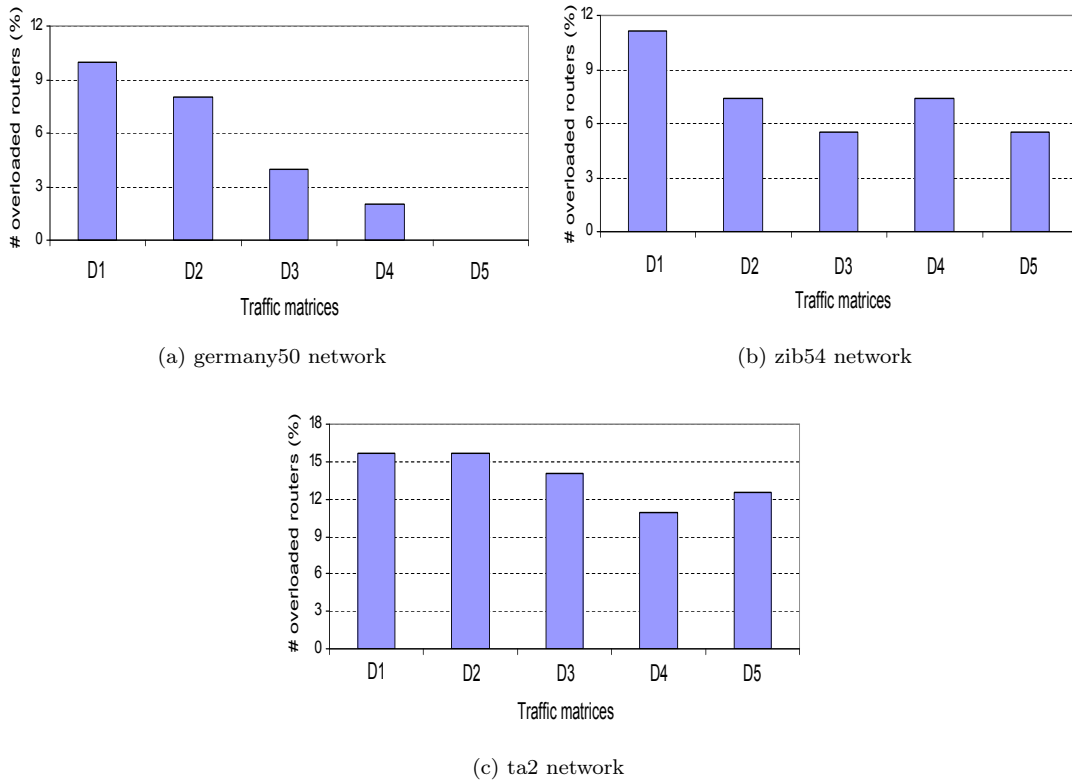 # overloaded routers (%)
12
9
6
3
0
D1 D2 D3 D4 D5
Traffic matrices
(a) germany50 network
# overloaded routers (%)
12
9
6
3
0
D1 D2 D3 D4 D5
Traffic matrices
(b) zib54 network
# overloaded routers (%)
18
15
12
9
6
3
0
D1 D2 D3 D4 D5
Traffic matrices
(c) ta2 network